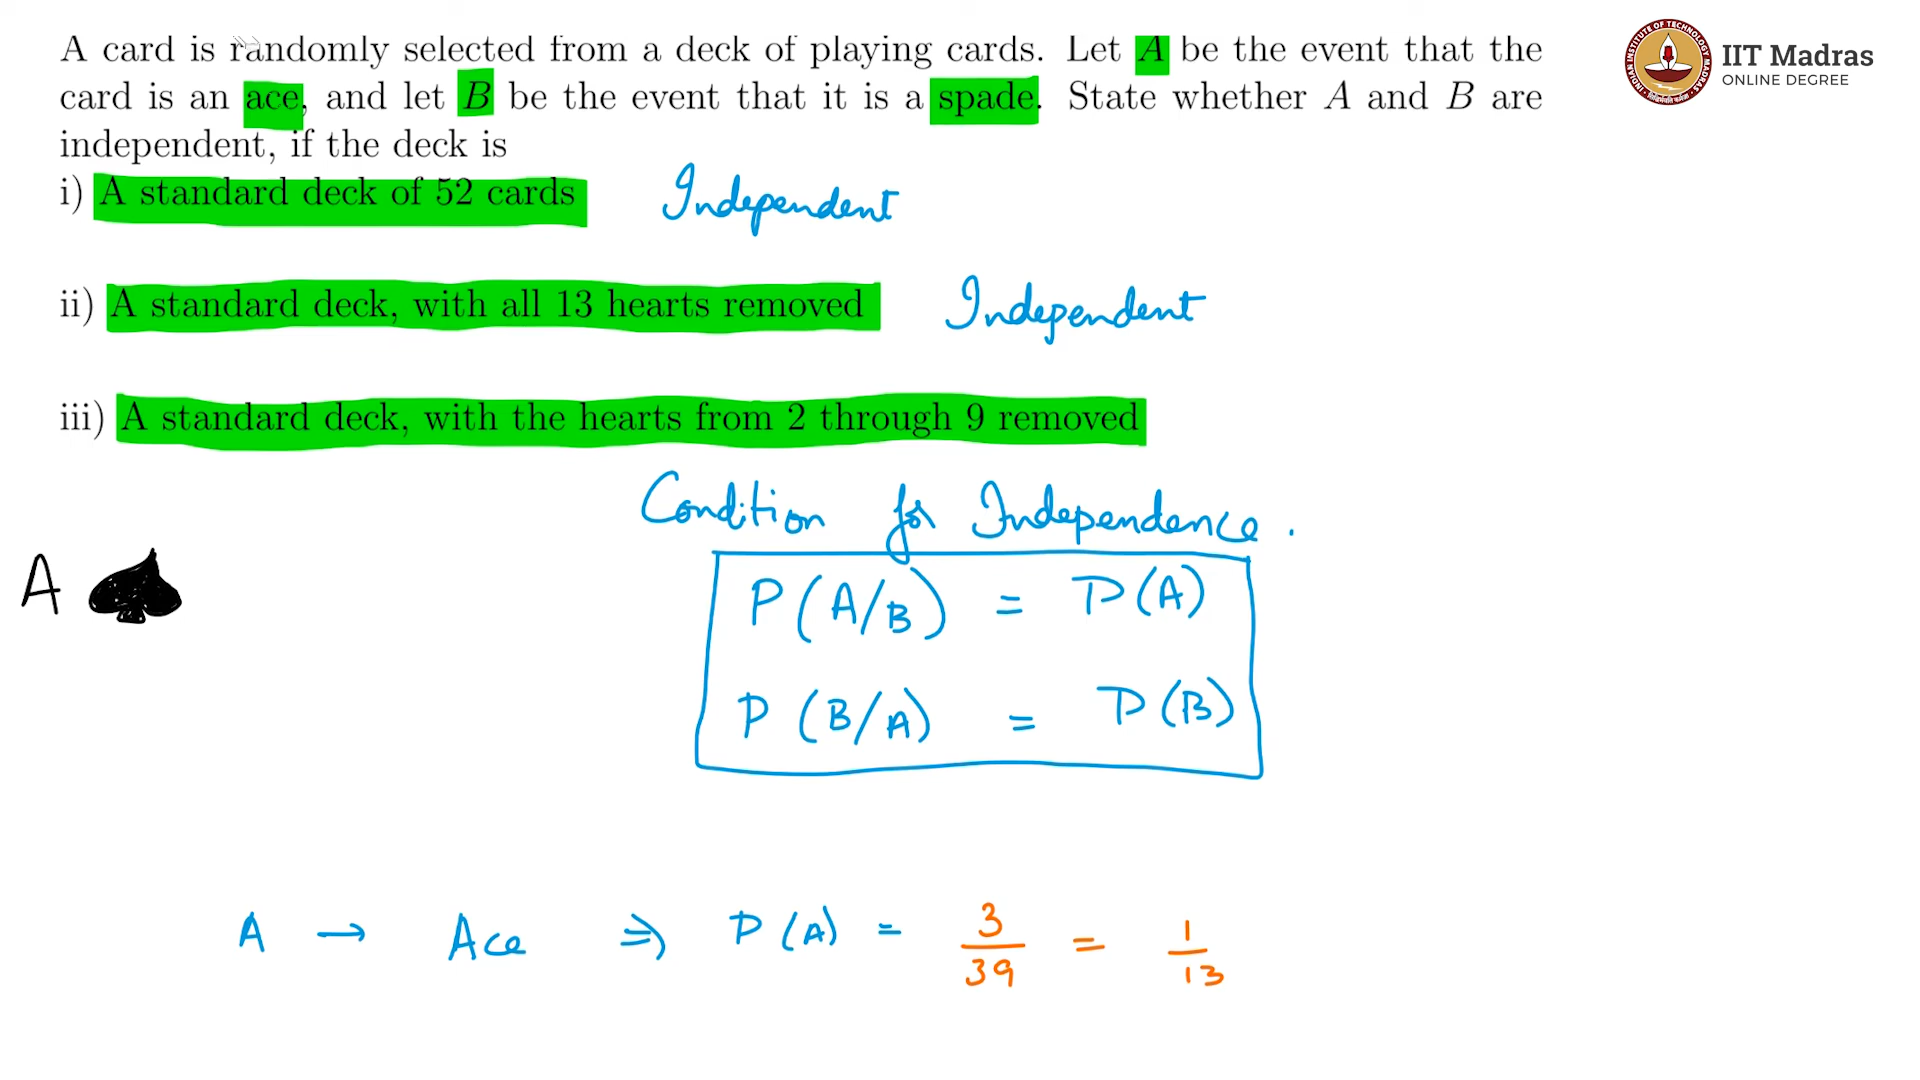 A card is randomly selected from a deck of playing cards. Let A be the event that the
card is an ace, and let B be the event that it is a spade. State whether A and B are
independent, if the deck is
i) A standard deck of 52 cards Independent
ii) A standard deck, with all 13 hearts removed Independent
iii) A standard deck, with the hearts from 2 through 9 removed
Condition for Independence.
A
P(A/B) = P(A)
P(B/A) = P(B)
A → Ace ⇒ P(A) = 3/39 = 1/13
IIT Madras
ONLINE DEGREE